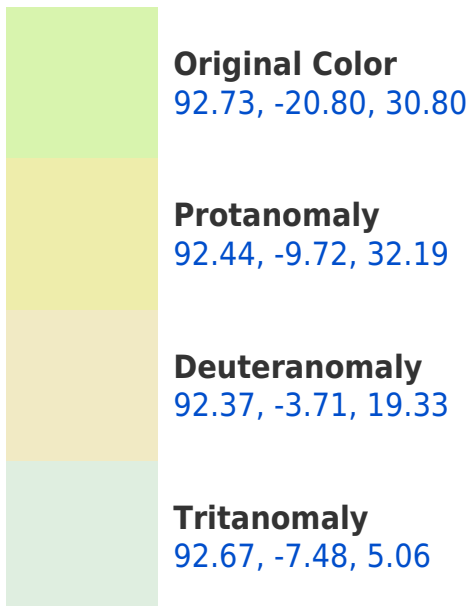 Original Color
92.73, -20.80, 30.80
Protanomaly
92.44, -9.72, 32.19
Deuteranomaly
92.37, -3.71, 19.33
Tritanomaly
92.67, -7.48, 5.06